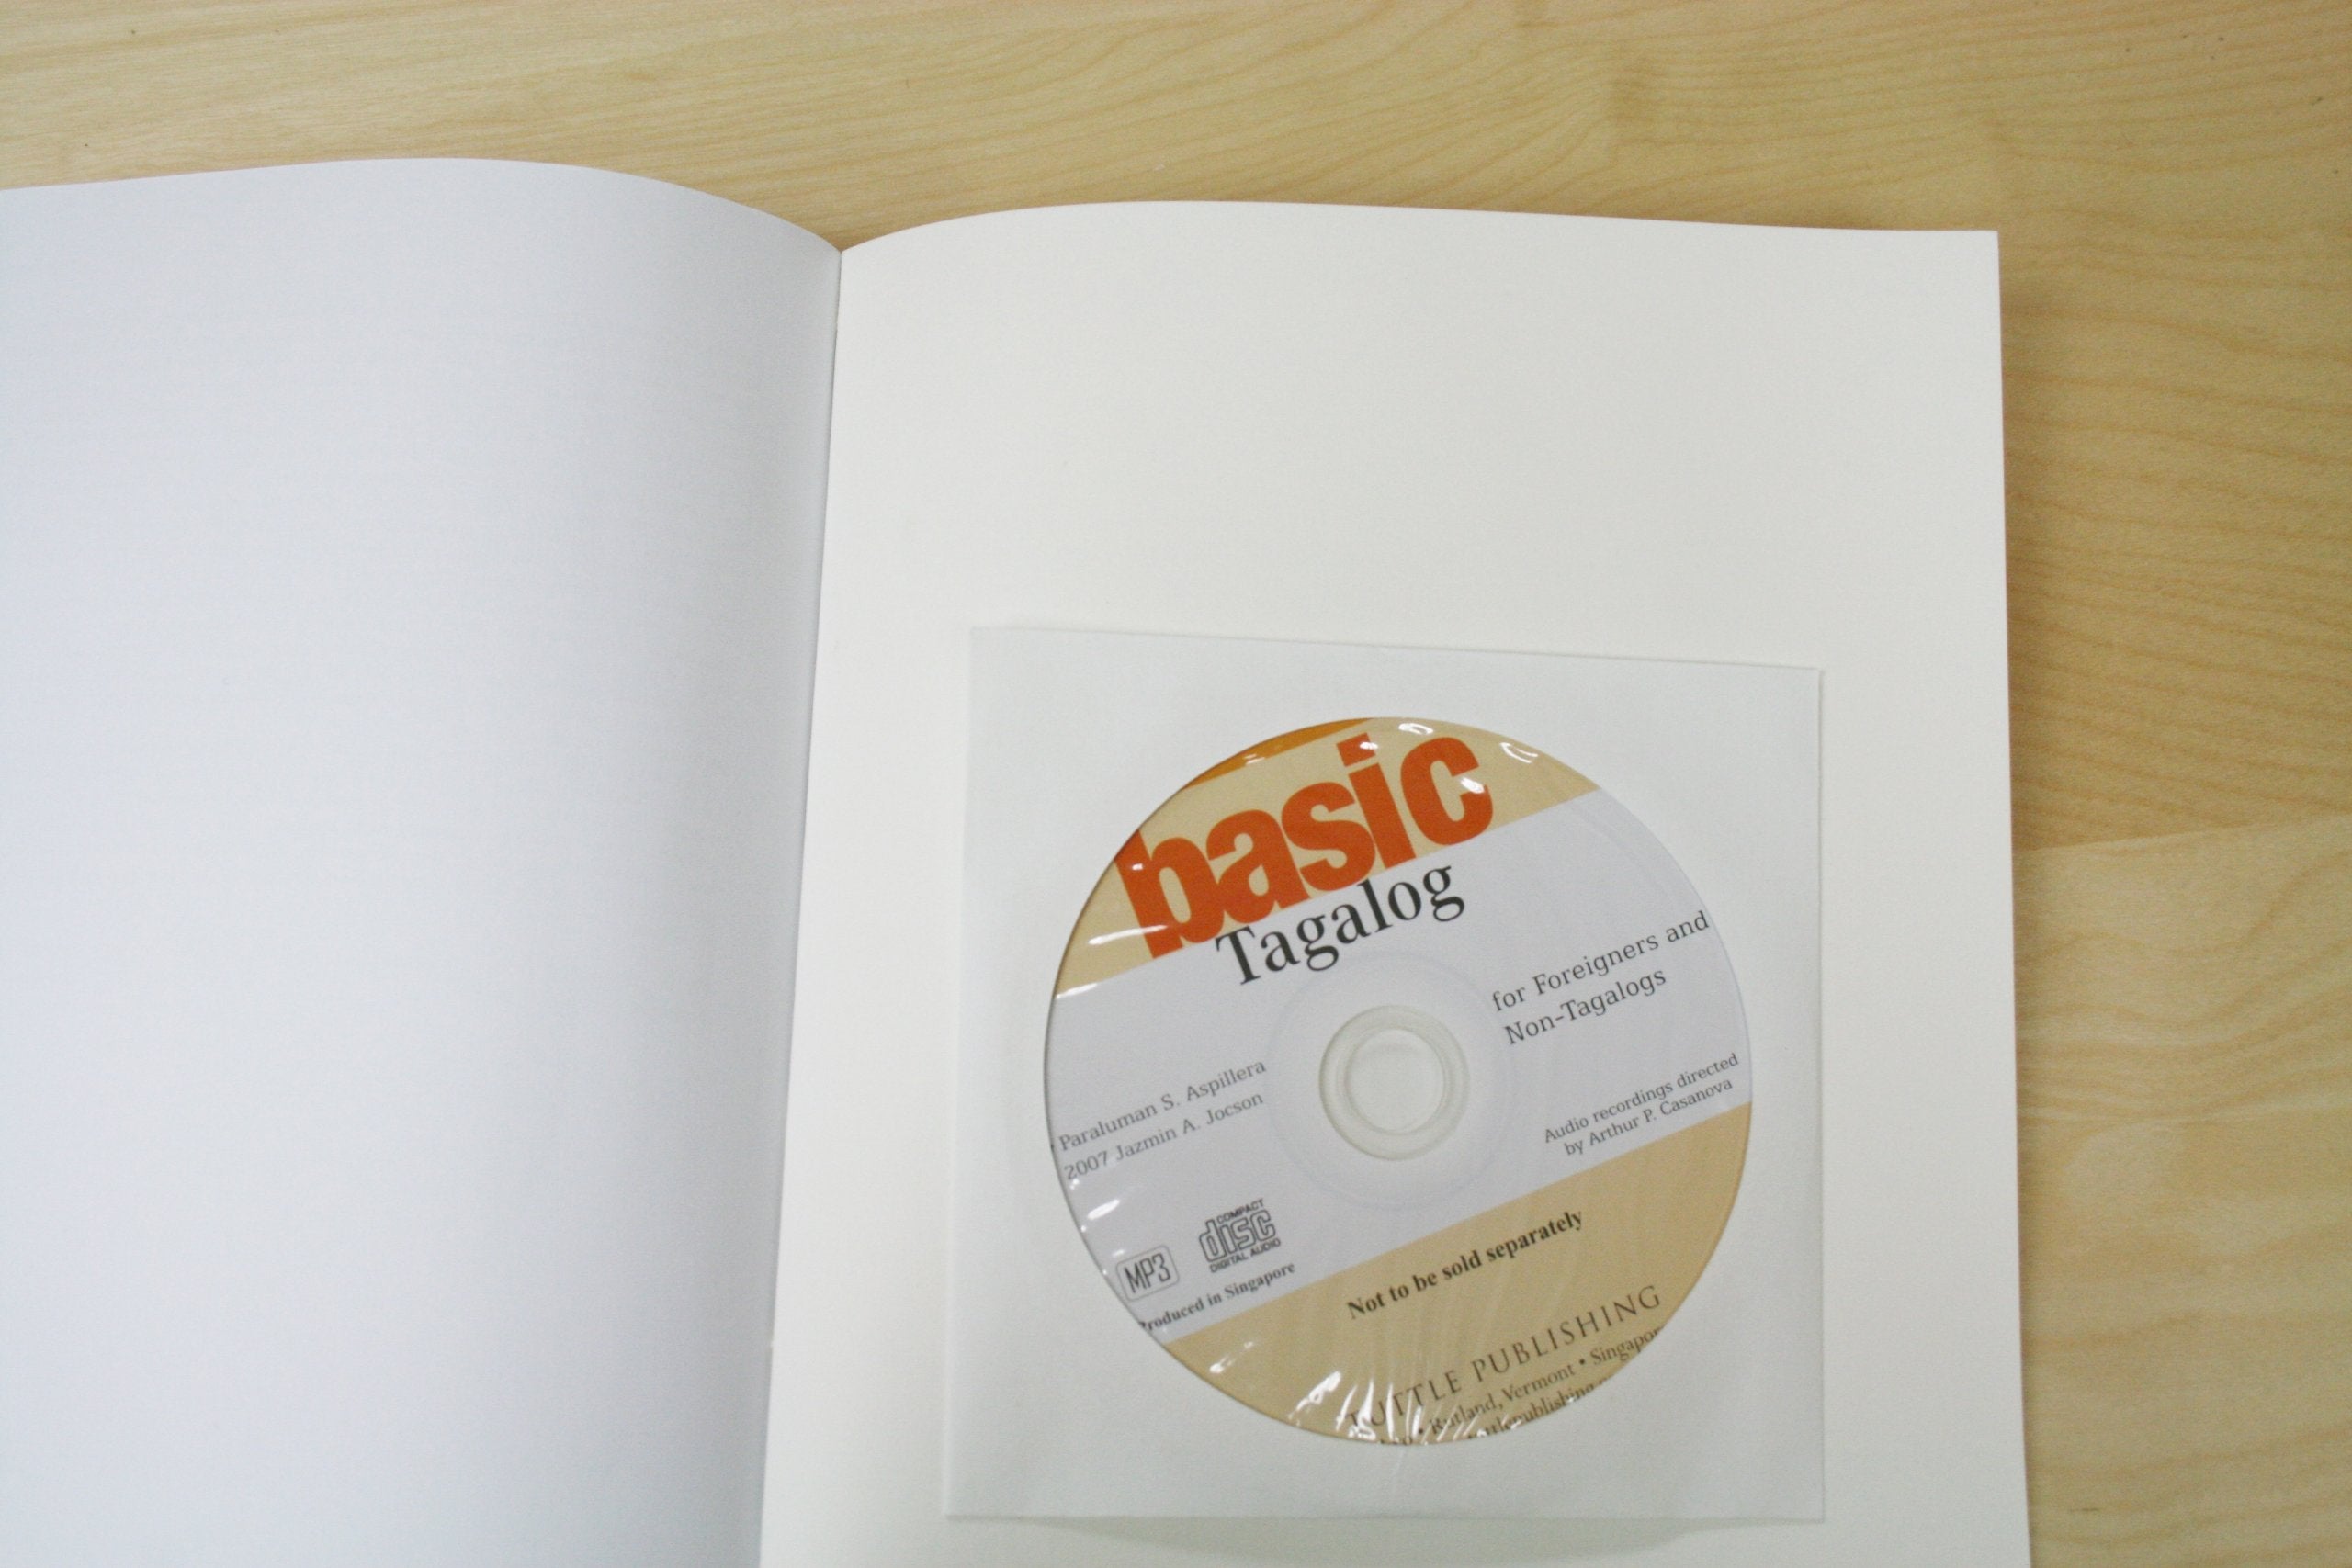 basic
Tagalog
for Foreigners and
Non-Tagalogs
Paraluman S. Aspillera
2007 Jazmin A. Jocson
Audio recordings directed
by Arthur P. Casanova
COMPACT
disc
DIGITAL AUDIO
MP3
Produced in Singapore
Not to be sold separately
TUTTLE PUBLISHING
• Rutland, Vermont • Singapor